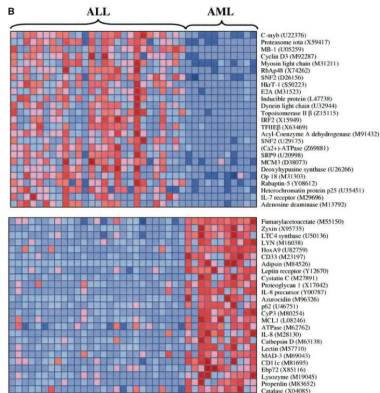 B
ALL
AML
C-myb (U22376)
Proteasome iota (X59417)
MB-1 (U05259)
Cyclin D3 (M92287)
Myosin light chain (M31211)
RbAp48 (X74262)
SNF2 (D26156)
HkrT-1 (S50223)
E2A (M31523)
Inducible protein (L47738)
Dynein light chain (U32944)
Topoisomerase II β (Z15115)
IRF2 (X15949)
TFIIEβ (X63469)
Acyl-Coenzyme A dehydrogenase (M91432)
SNF2 (U29175)
(Ca2+)-ATPase (Z69881)
SRP9 (U20998)
MCM3 (D38073)
Deoxyhypusine synthase (U26266)
Op 18 (M31303)
Rabaptin-5 (Y08612)
Heterochromatin protein p25 (U35451)
IL-7 receptor (M29696)
Adenosine deaminase (M13792)
Fumarylacetoacetate (M55150)
Zyxin (X95735)
LTC4 synthase (U50136)
LYN (M16038)
HoxA9 (U82759)
CD33 (M23197)
Adipsin (M84526)
Leptin receptor (Y12670)
Cystatin C (M27891)
Proteoglycan 1 (X17042)
IL-8 precursor (Y00787)
Azurocidin (M96326)
p62 (U46751)
CyP3 (M80254)
MCL1 (L08246)
ATPase (M62762)
IL-8 (M28130)
Cathepsin D (M63138)
Lectin (M57710)
MAD-3 (M69043)
CD11c (M81695)
Ebp72 (X85116)
Lysozyme (M19045)
Properdin (M83652)
Catalase (X04085)